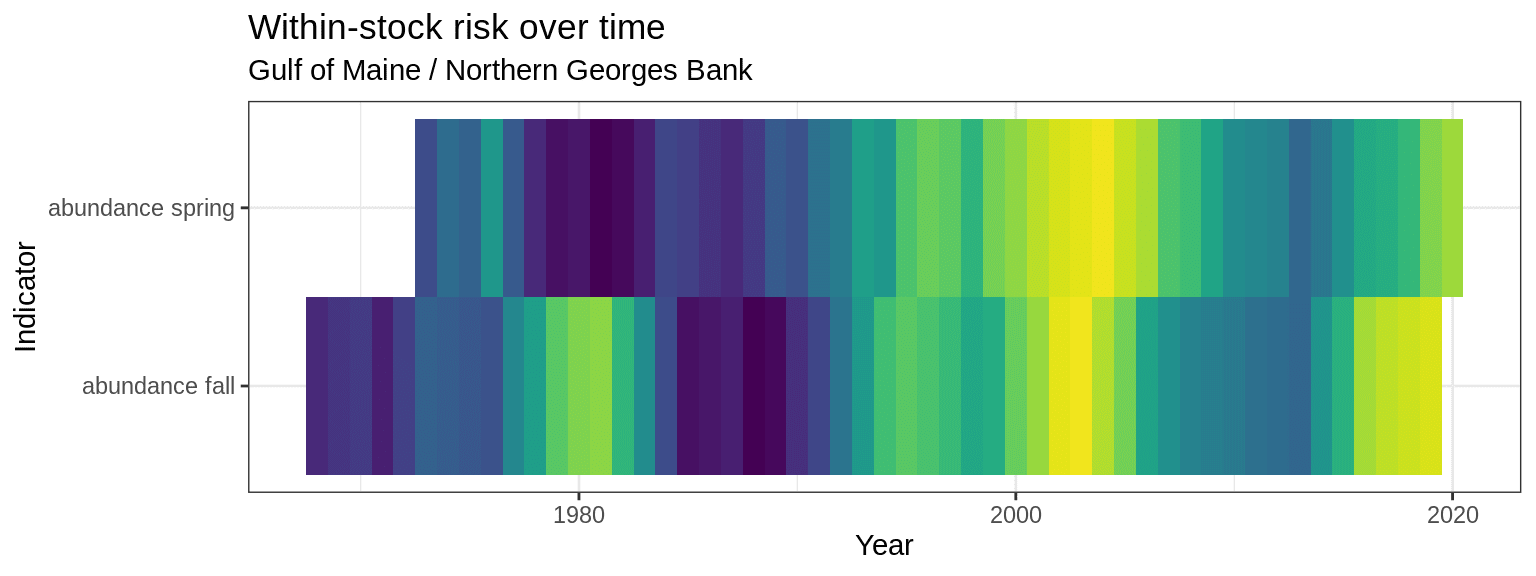 Within-stock risk over time
Gulf of Maine / Northern Georges Bank
Indicator
abundance spring
abundance fall
1980
2000
2020
Year